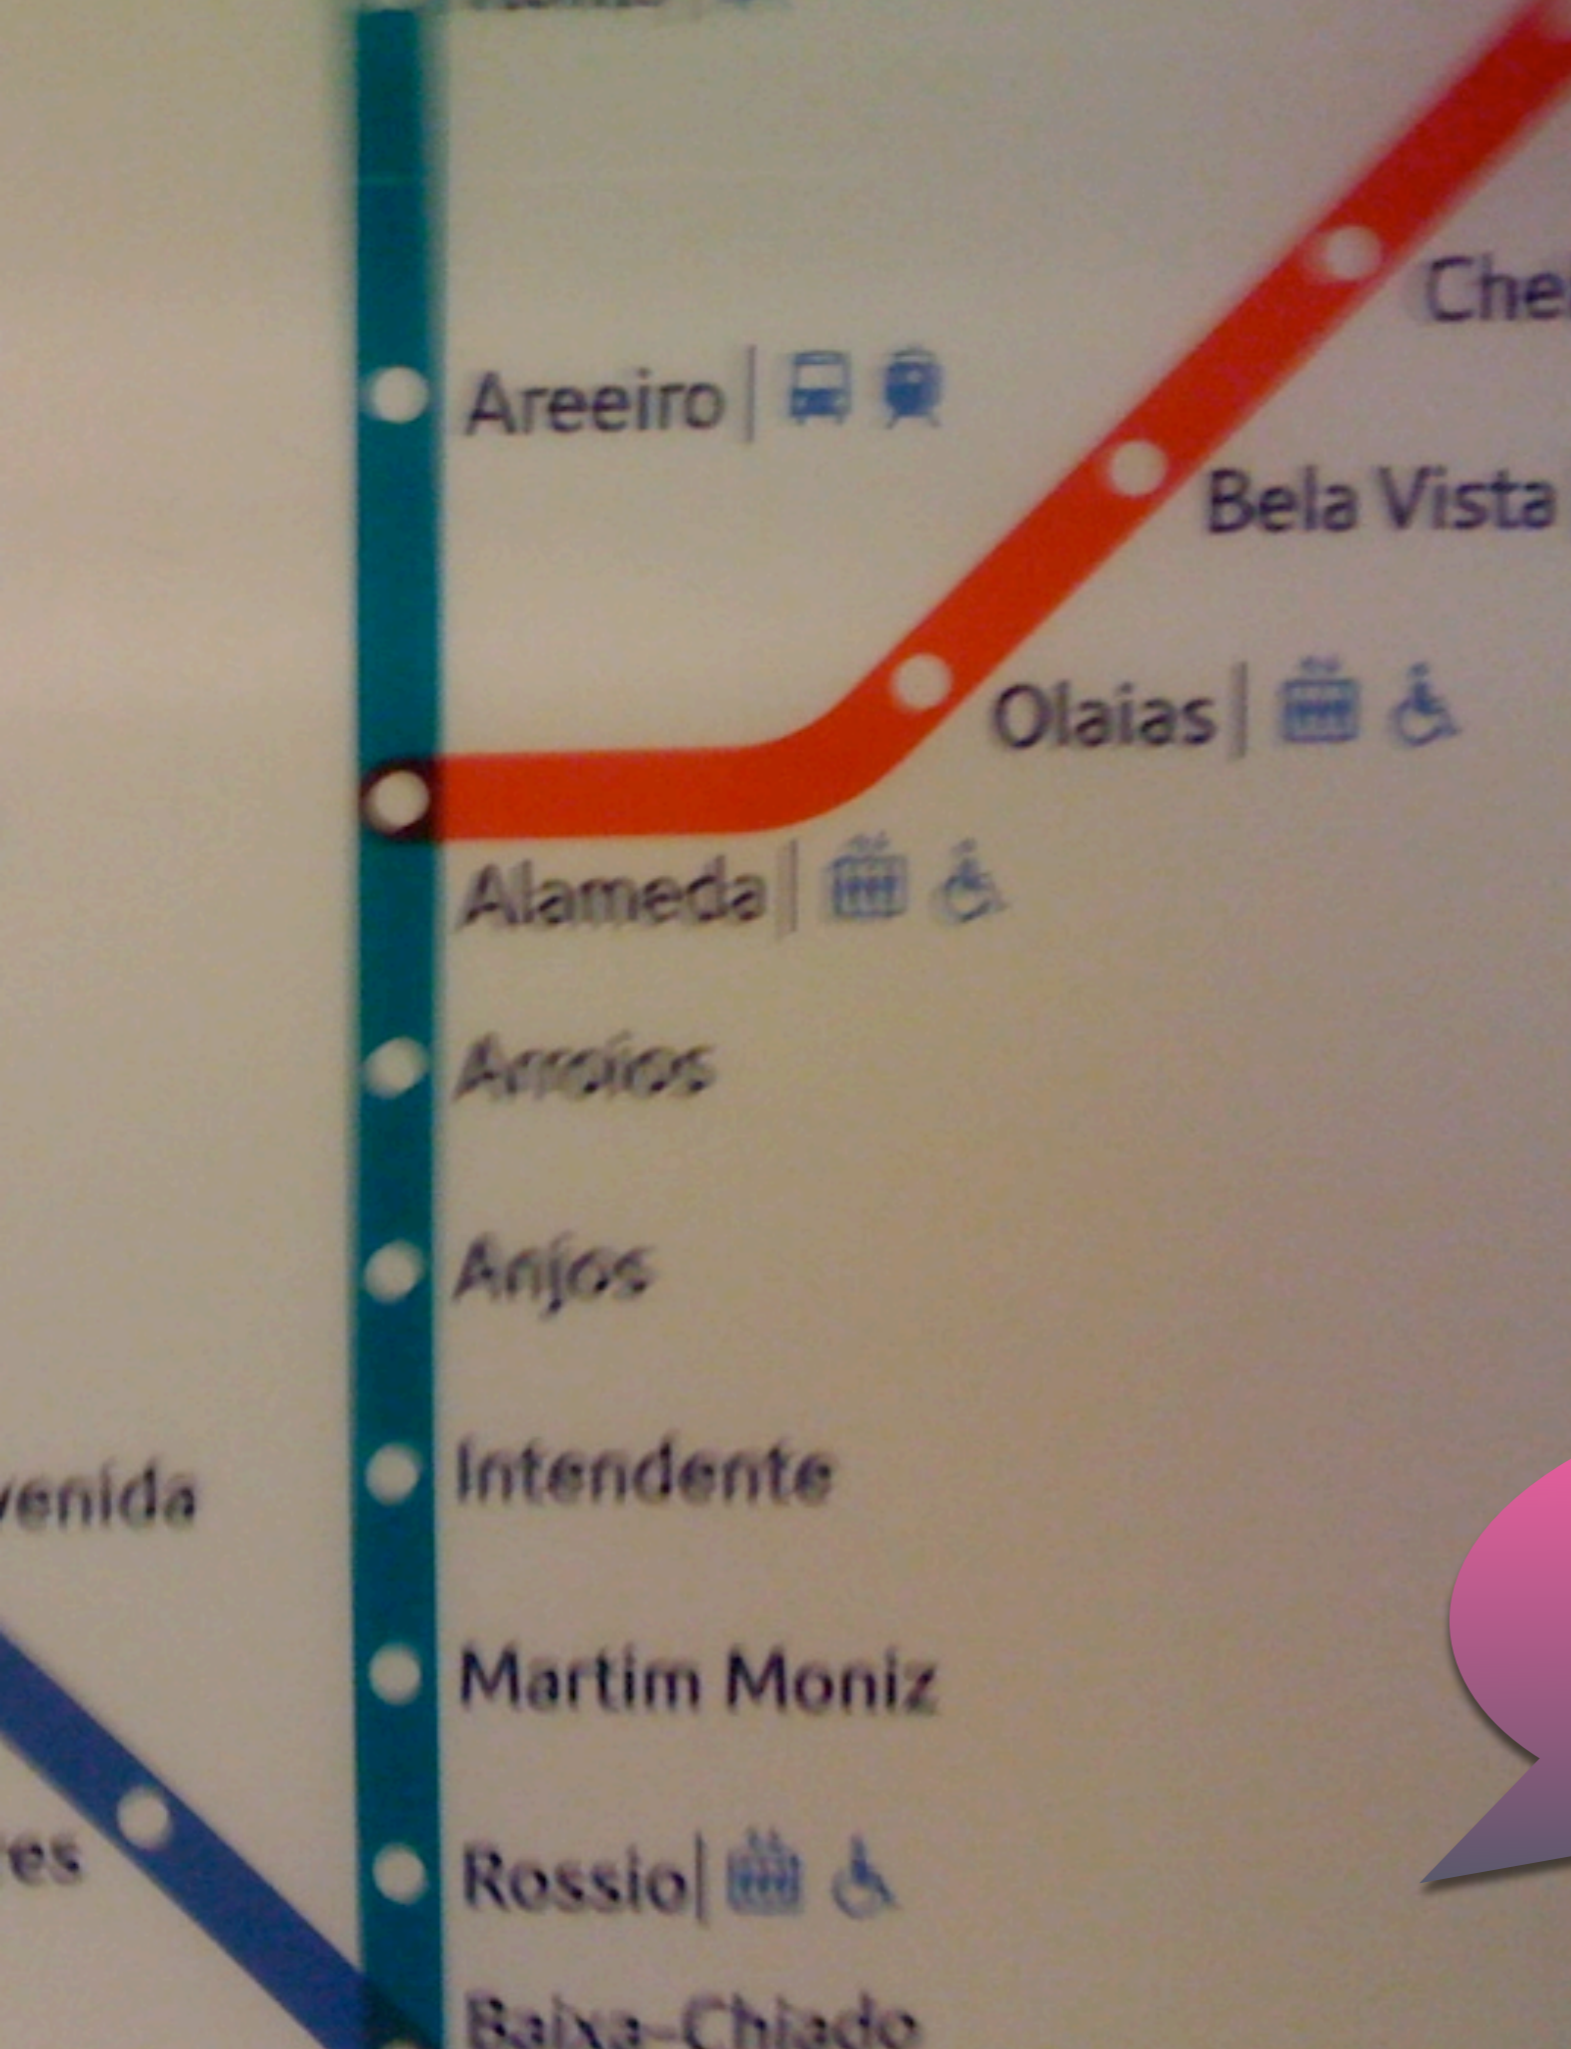 Areeiro
Bela Vista
Olaias
Alameda
Arroios
Anjos
Intendente
Martim Moniz
Rossio
Baixa-Chiado